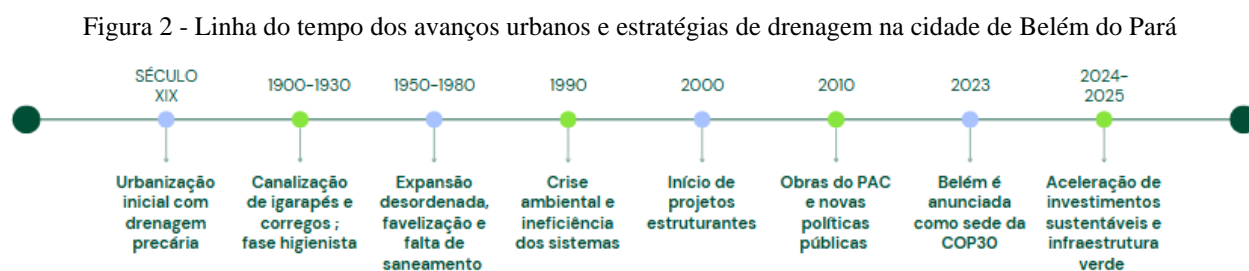 Figura 2 - Linha do tempo dos avanços urbanos e estratégias de drenagem na cidade de Belém do Pará
SÉCULO
XIX
1900-1930
1950-1980
1990
2000
2010
2023
2024-
2025
Urbanização
inicial com
drenagem
precária
Canalização
de igarapés e
corregos ;
fase higienista
Expansão
desordenada,
favelização e
falta de
saneamento
Crise
ambiental e
ineficiência
dos sistemas
Início de
projetos
estruturantes
Obras do PAC
e novas
políticas
públicas
Belém é
anunciada
como sede da
COP30
Aceleração de
investimentos
sustentáveis e
infraestrutura
verde